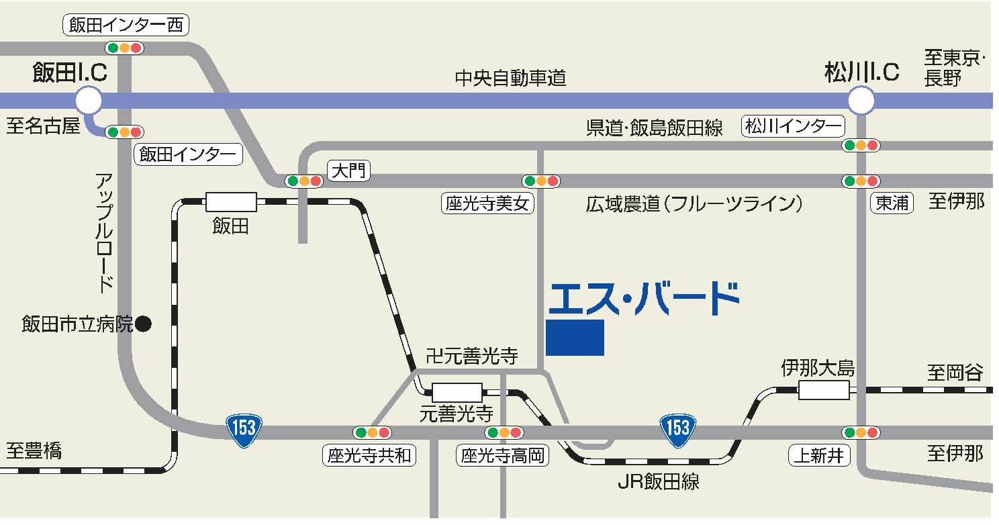 飯田インター西
飯田I.C
中央自動車道
松川I.C
至東京・
長野
至名古屋
県道・飯島飯田線
松川インター
飯田インター
大門
アップルロード
座光寺美女
広域農道（フルーツライン）
東浦
至伊那
飯田
エス・バード
飯田市立病院
卍元善光寺
伊那大島
至岡谷
元善光寺
153
153
至豊橋
座光寺共和
座光寺高岡
上新井
至伊那
JR飯田線